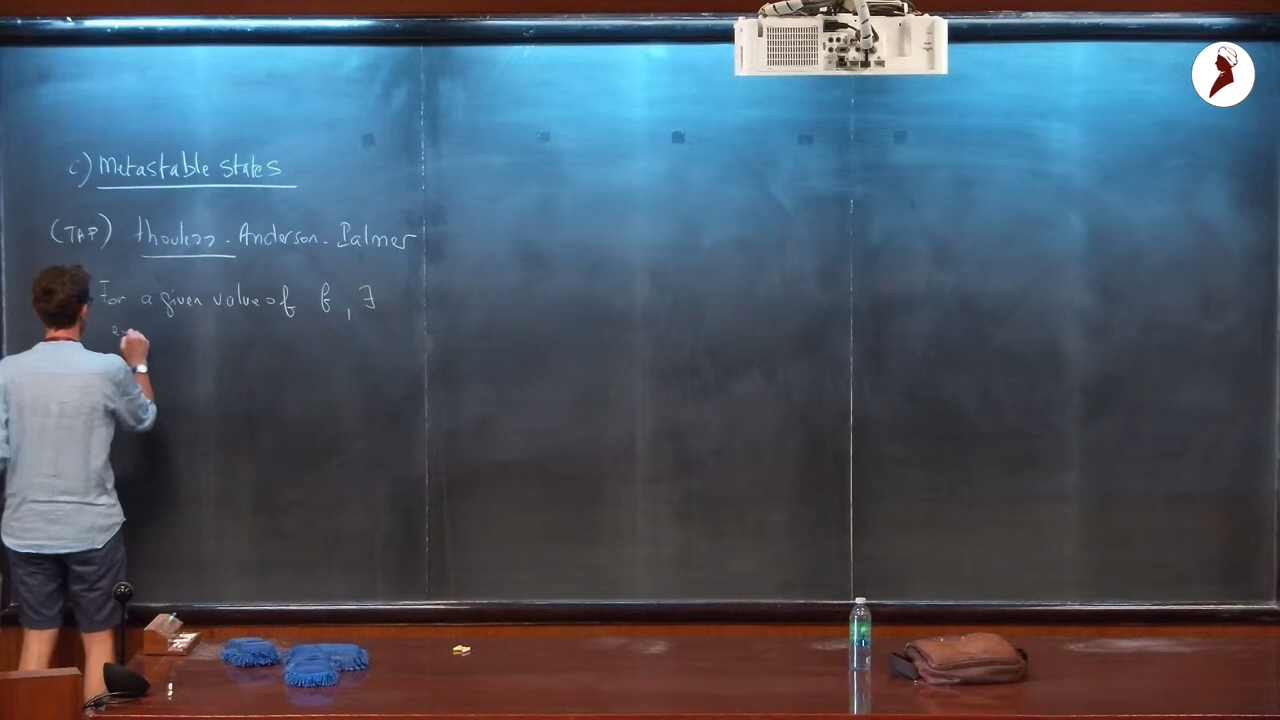 c) Metastable States
(TAP) Thouless. Anderson. Palmer
For a given value of f, ∃